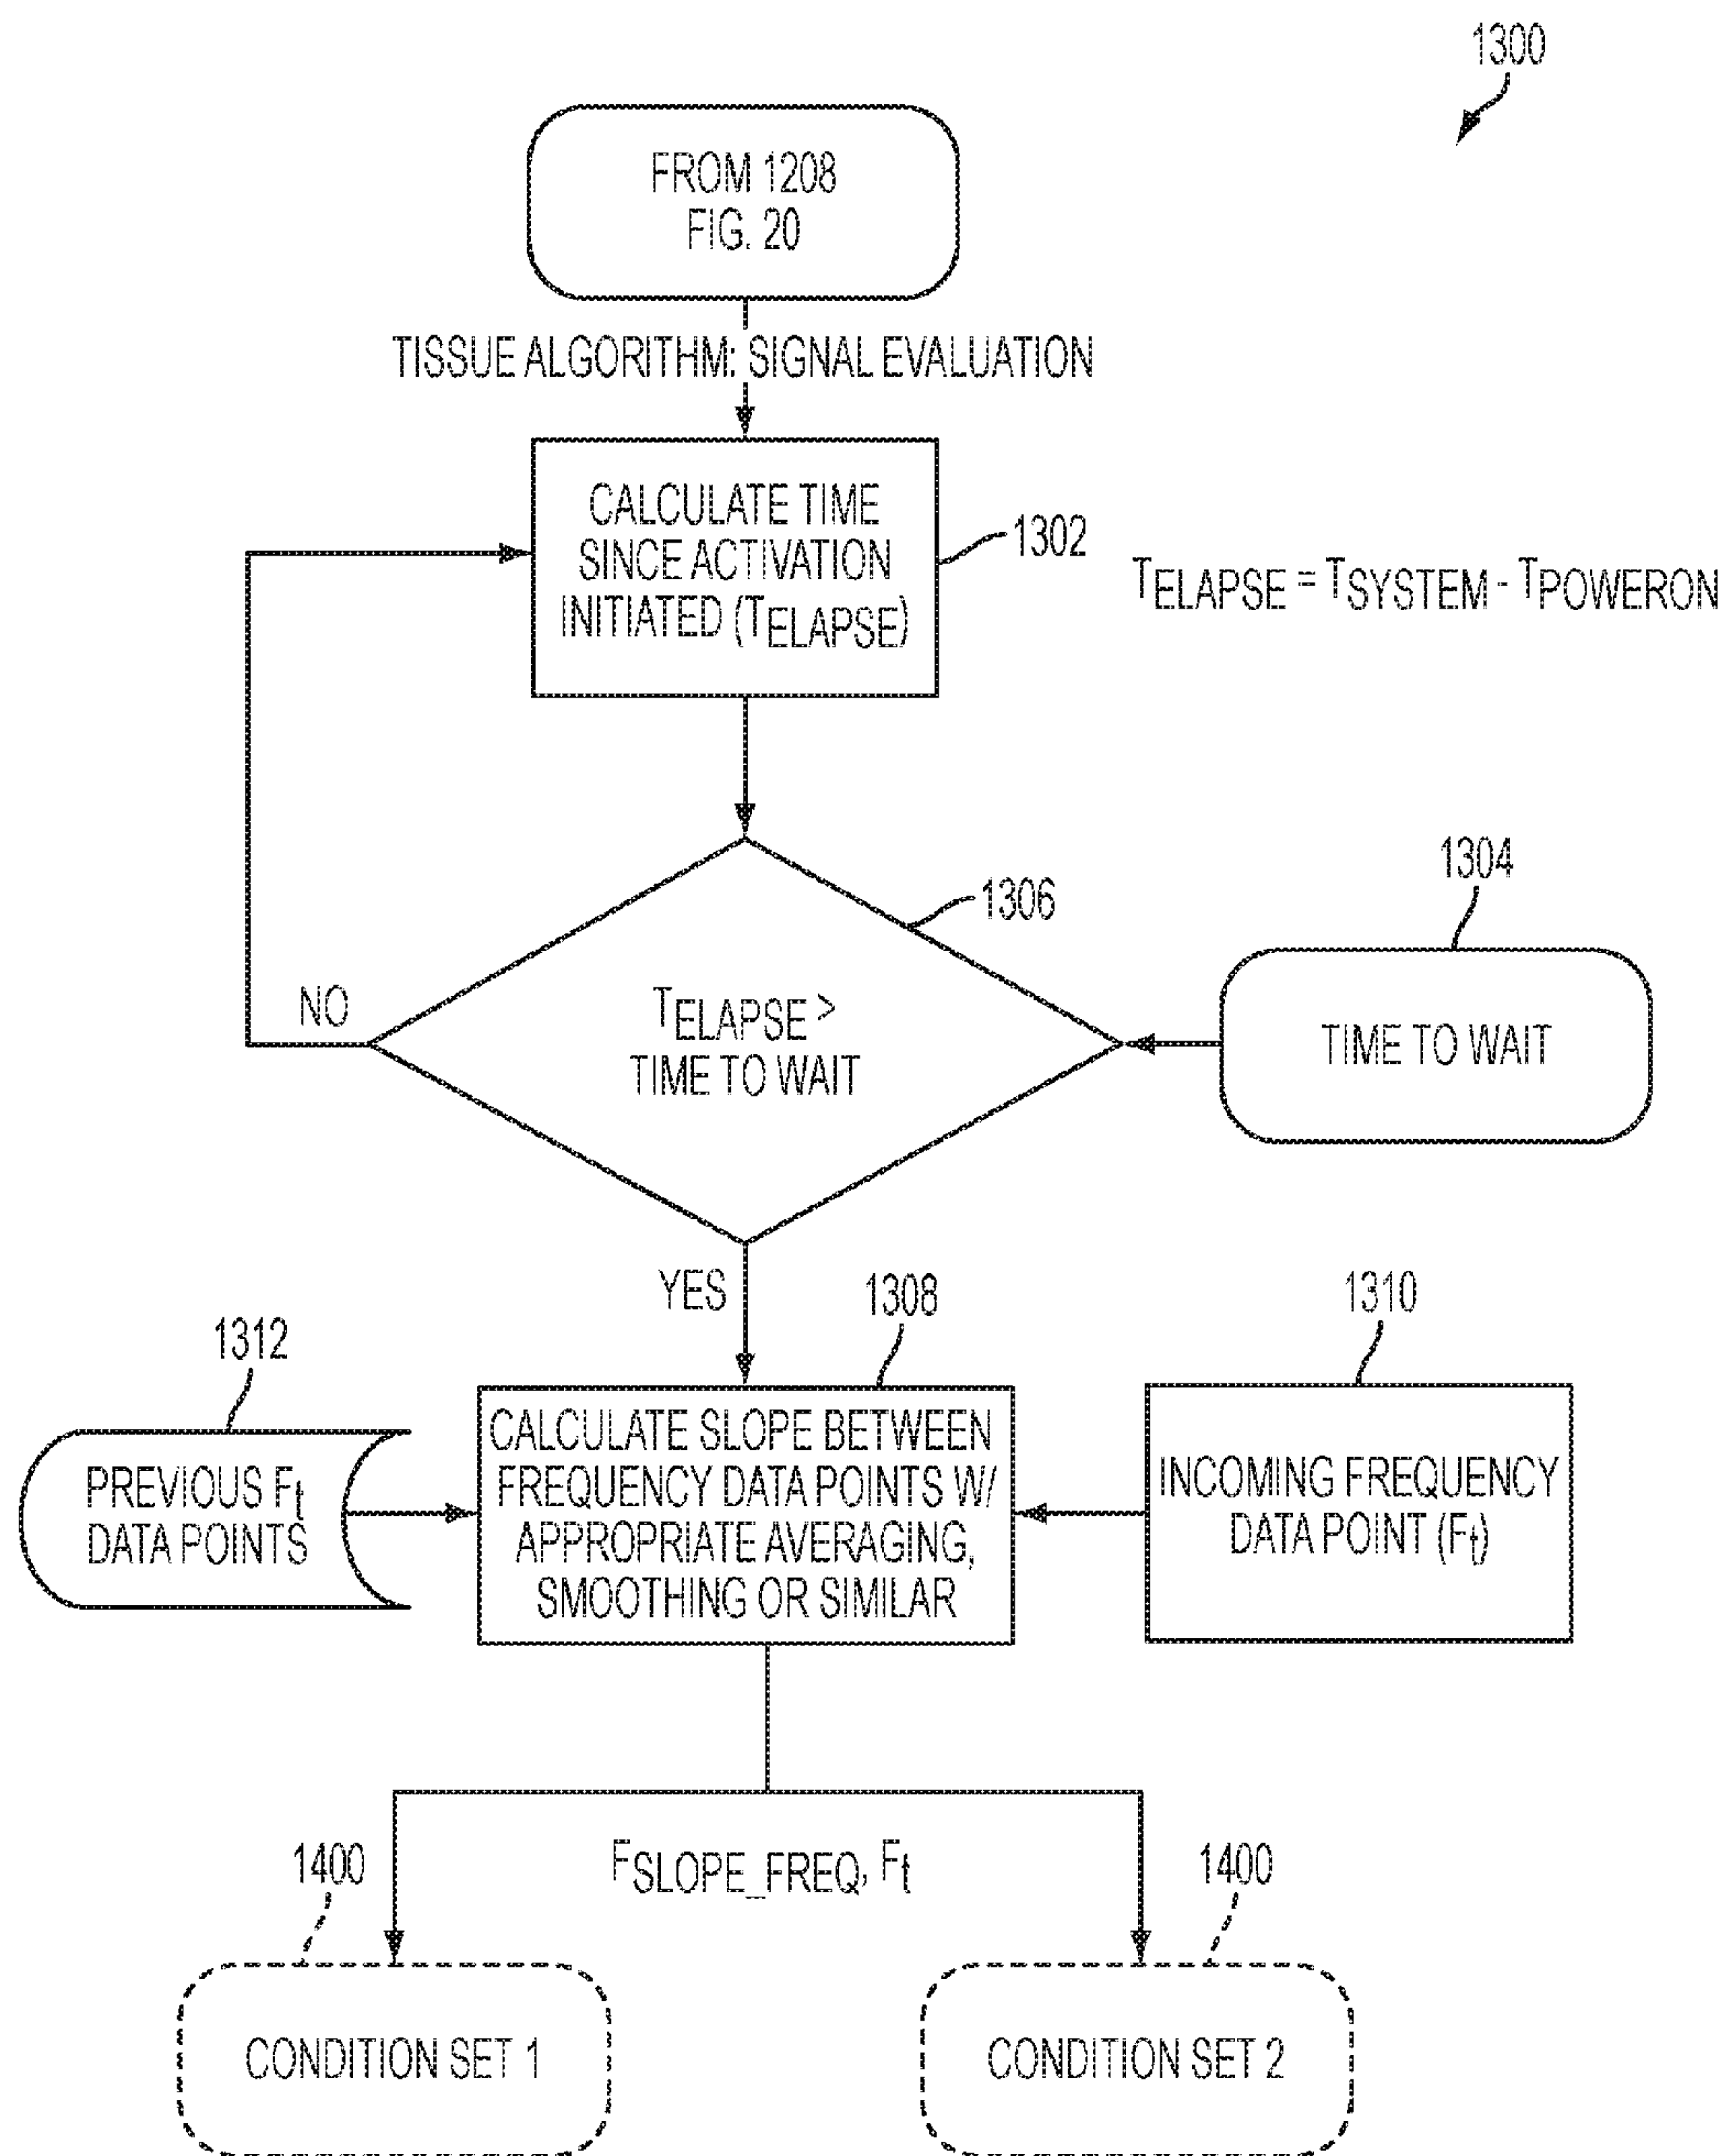 1300
FROM 1208
FIG. 20
TISSUE ALGORITHM: SIGNAL EVALUATION
CALCULATE TIME
SINCE ACTIVATION
INITIATED (TELAPSE)
1302
TELAPSE = TSYSTEM - TPOWERON
1306
1304
NO
TELAPSE >
TIME TO WAIT
TIME TO WAIT
YES
1308
1310
1312
PREVIOUS Ft
DATA POINTS
CALCULATE SLOPE BETWEEN
FREQUENCY DATA POINTS W/
APPROPRIATE AVERAGING,
SMOOTHING OR SIMILAR
INCOMING FREQUENCY
DATA POINT (Ft)
1400
FSLOPE_FREQ, Ft
1400
CONDITION SET 1
CONDITION SET 2